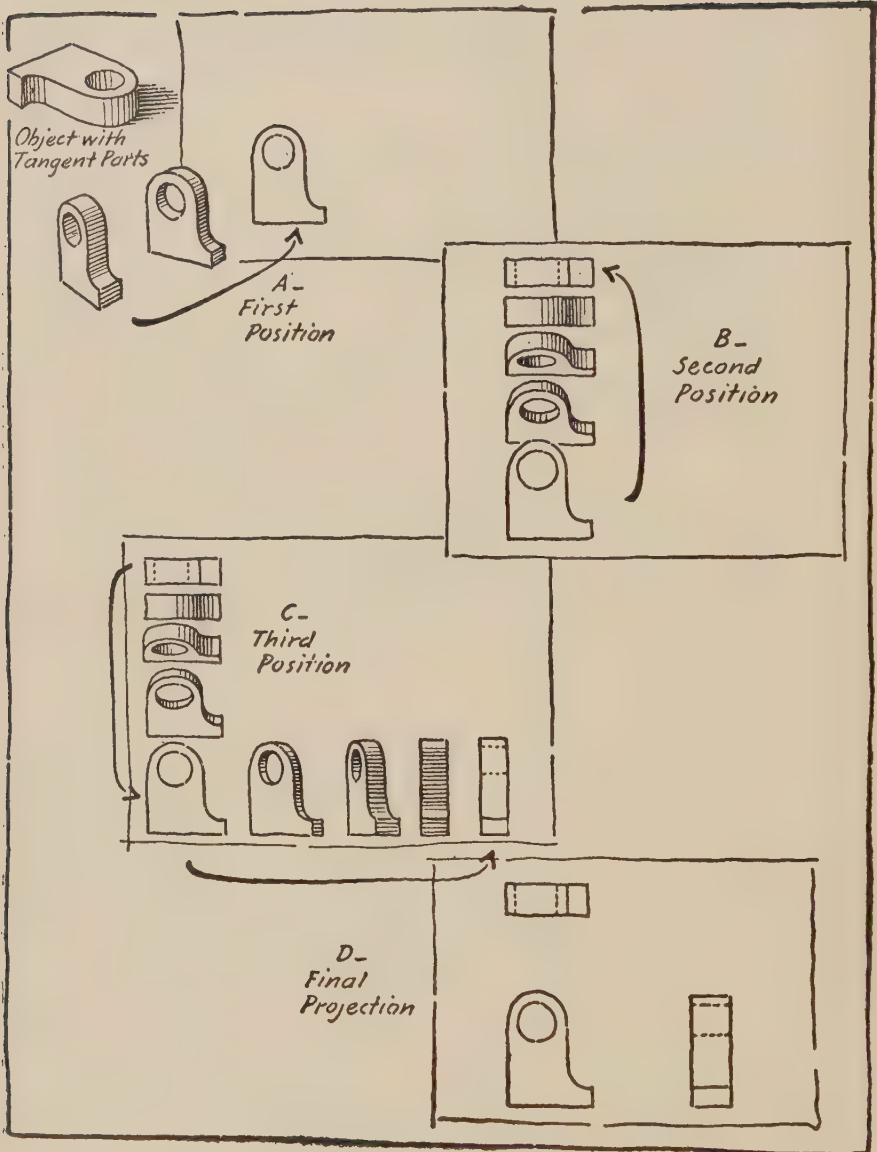 Object with
Tangent Parts
A-
First
Position
B-
Second
Position
C-
Third
Position
D-
Final
Projection